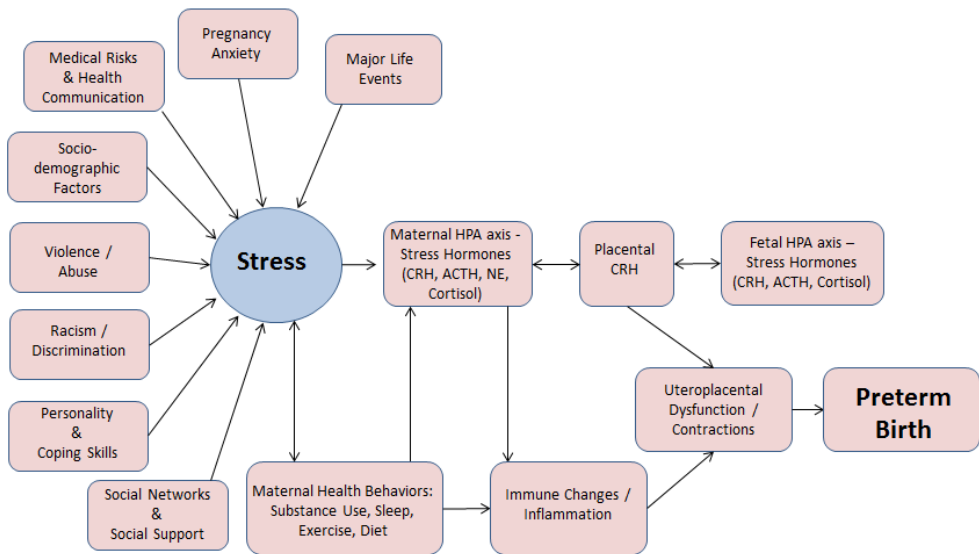 Pregnancy
Anxiety
Major Life
Events
Medical Risks
& Health
Communication
Socio-
demographic
Factors
Violence /
Abuse
Racism /
Discrimination
Personality
&
Coping Skills
Social Networks
&
Social Support
Stress
Maternal HPA axis -
Stress Hormones
(CRH, ACTH, NE,
Cortisol)
Placental
CRH
Fetal HPA axis –
Stress Hormones
(CRH, ACTH, Cortisol)
Maternal Health Behaviors:
Substance Use, Sleep,
Exercise, Diet
Immune Changes /
Inflammation
Uteroplacental
Dysfunction /
Contractions
Preterm
Birth